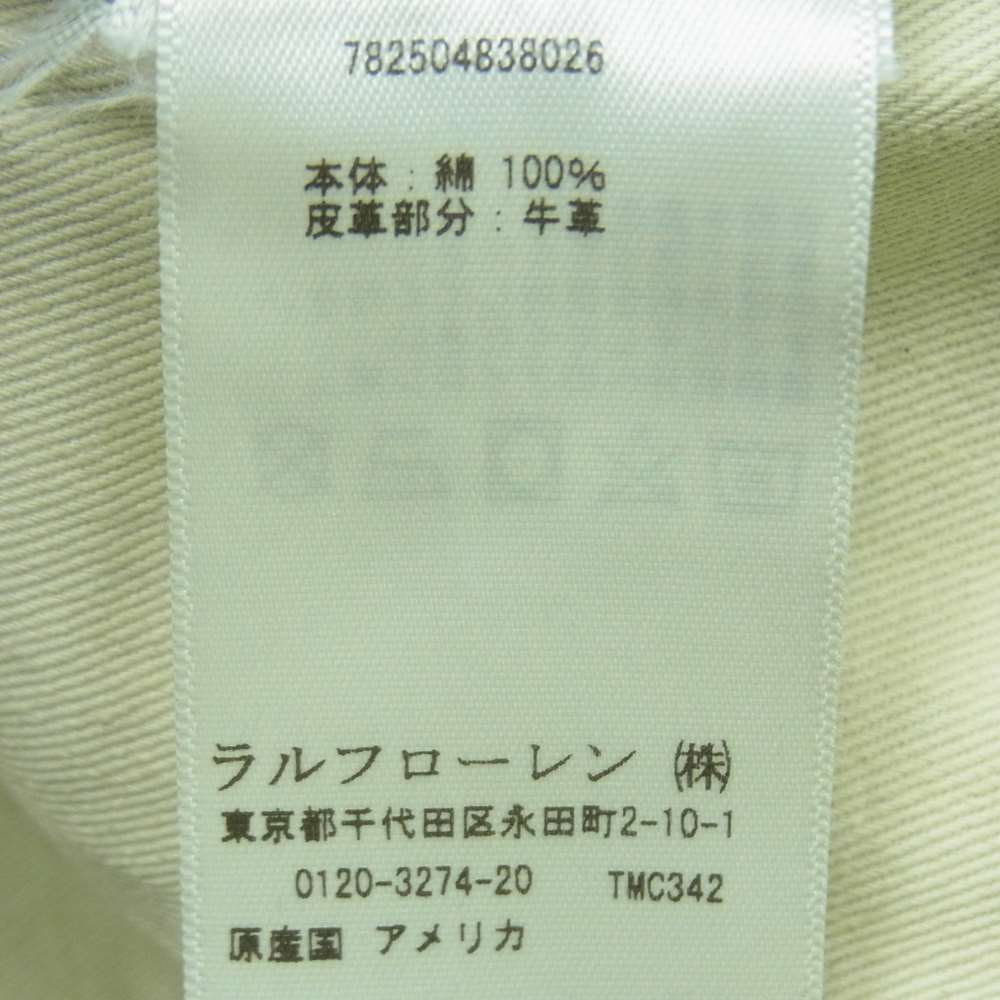 782504838026
本体：綿 100%
皮革部分：牛革
ラルフローレン ㈱
東京都千代田区永田町2-10-1
0120-3274-20 TMC342
原産国 アメリカ